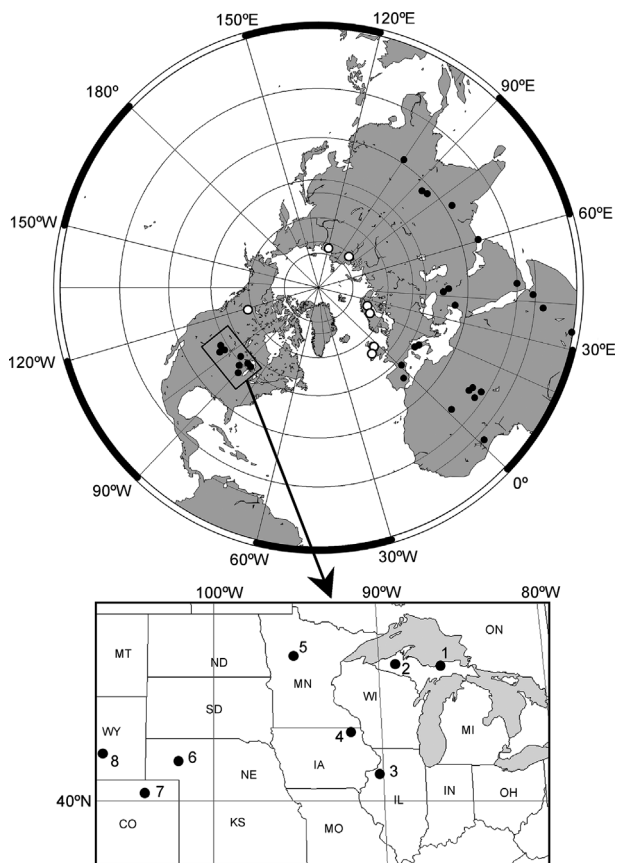 150ºE
120ºE
180º
90ºE
150ºW
60ºE
120ºW
30ºE
90ºW
0º
60ºW
30ºW
100ºW
90ºW
80ºW
ON
MT
ND
5
MN
2
1
WI
SD
WY
MI
4
8
6
3
IA
NE
IL
IN
OH
7
40ºN
CO
KS
MO